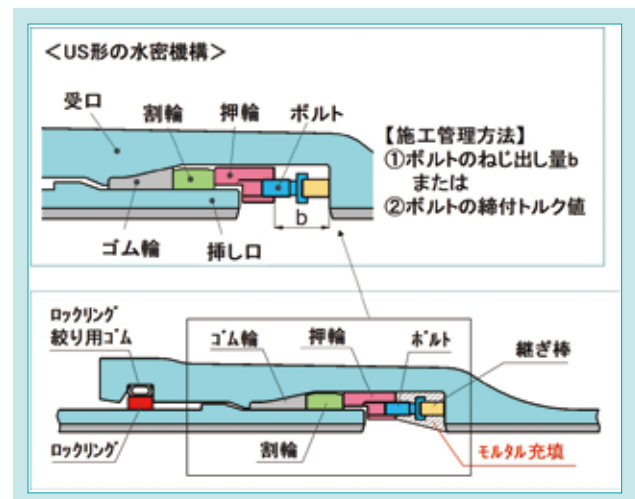 <US形の水密機構>
受口
割輪
押輪
ボルト
【施工管理方法】
①ボルトのねじ出し量b
または
②ボルトの締付トルク値
b
ゴム輪
挿し口
ロックリング
絞り用ゴム
ゴム輪
押輪
ボルト
継ぎ棒
ロックリング
割輪
モルタル充填